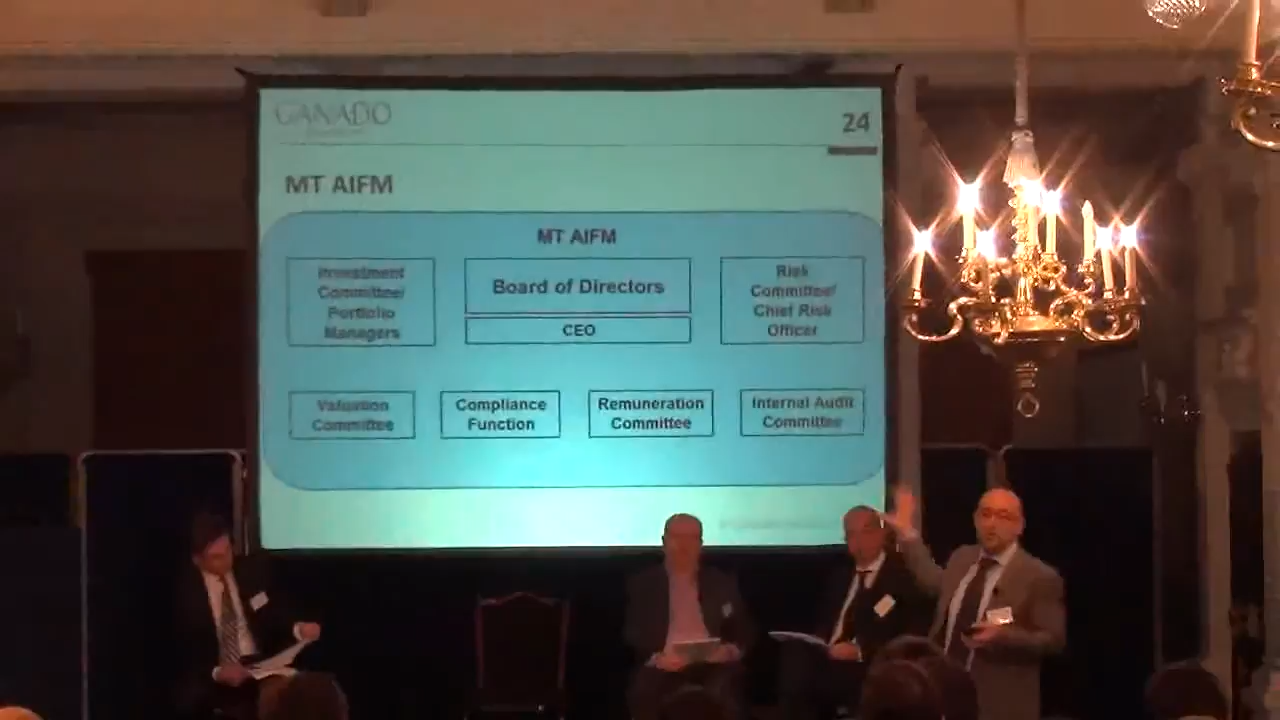 GANADO
24
MT AIFM
MT AIFM
Investment
Committee/
Portfolio
Managers
Board of Directors
CEO
Risk
Committee/
Chief Risk
Officer
Valuation
Committee
Compliance
Function
Remuneration
Committee
Internal Audit
Committee